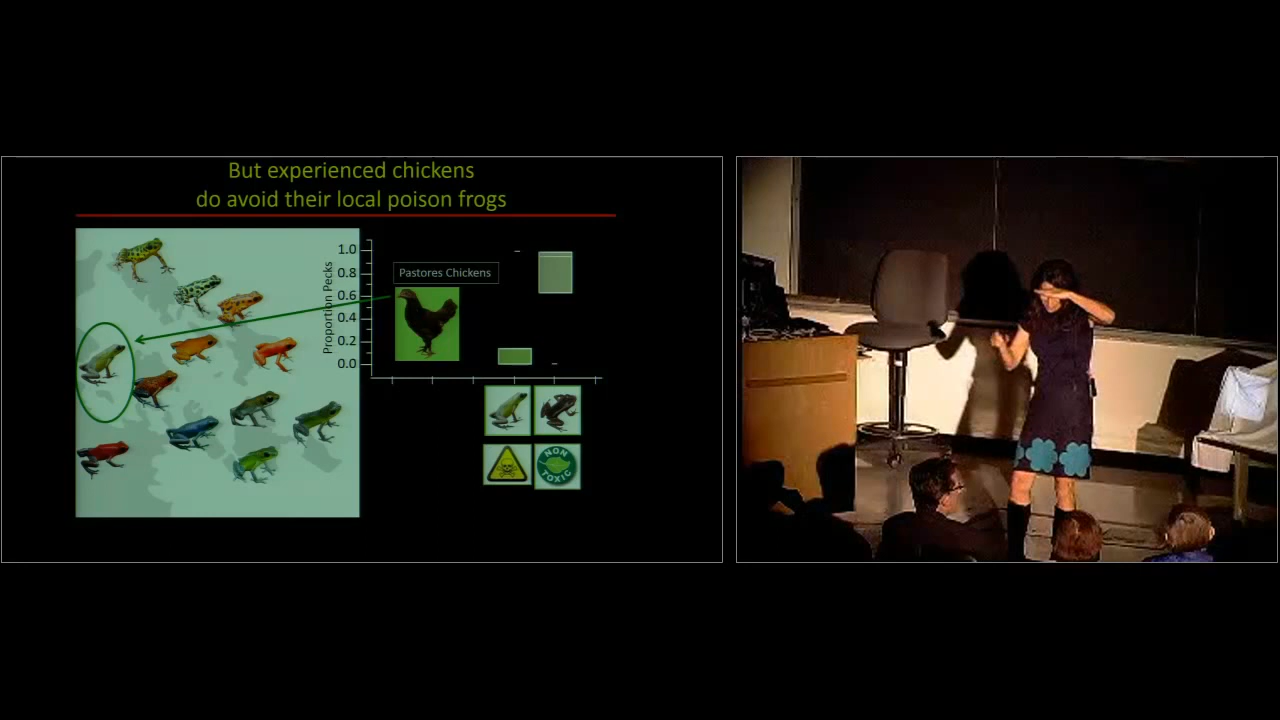 But experienced chickens
do avoid their local poison frogs
Proportion Pecks
1.0
0.8
0.6
0.4
0.2
0.0
Pastores Chickens
NON
TOXIC